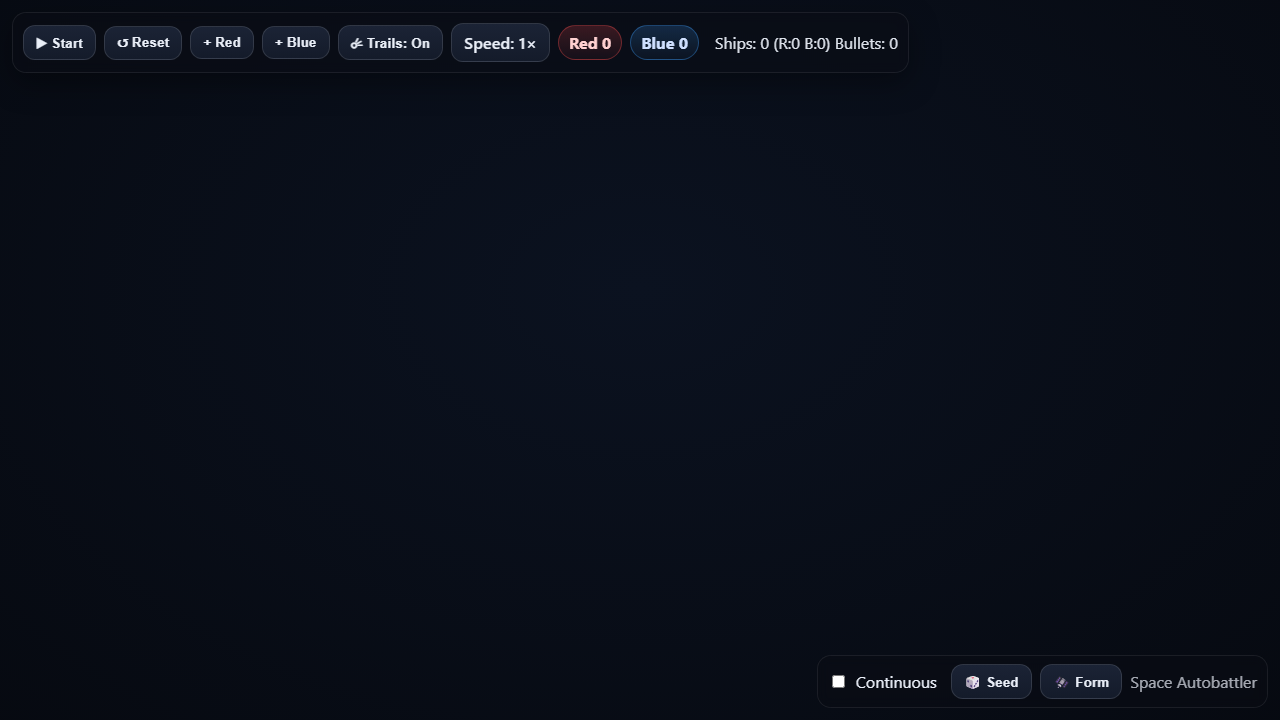 ▶ Start ↺ Reset + Red + Blue ☄ Trails: On Speed: 1× Red 0 Blue 0 Ships: 0 (R:0 B:0) Bullets: 0
Continuous 🎲 Seed 🛰 Form Space Autobattler